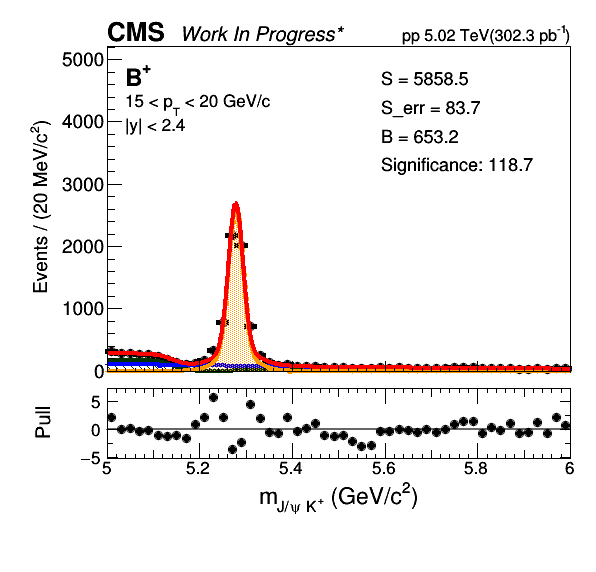 CMS Work In Progress* pp 5.02 TeV(302.3 pb⁻¹)
B⁺
15 < p_T < 20 GeV/c
|y| < 2.4
S = 5858.5
S_err = 83.7
B = 653.2
Significance: 118.7
Events / (20 MeV/c²)
5000
4000
3000
2000
1000
0
Pull
5
0
−5
5 5.2 5.4 5.6 5.8 6
m_{J/ψ K⁺} (GeV/c²)